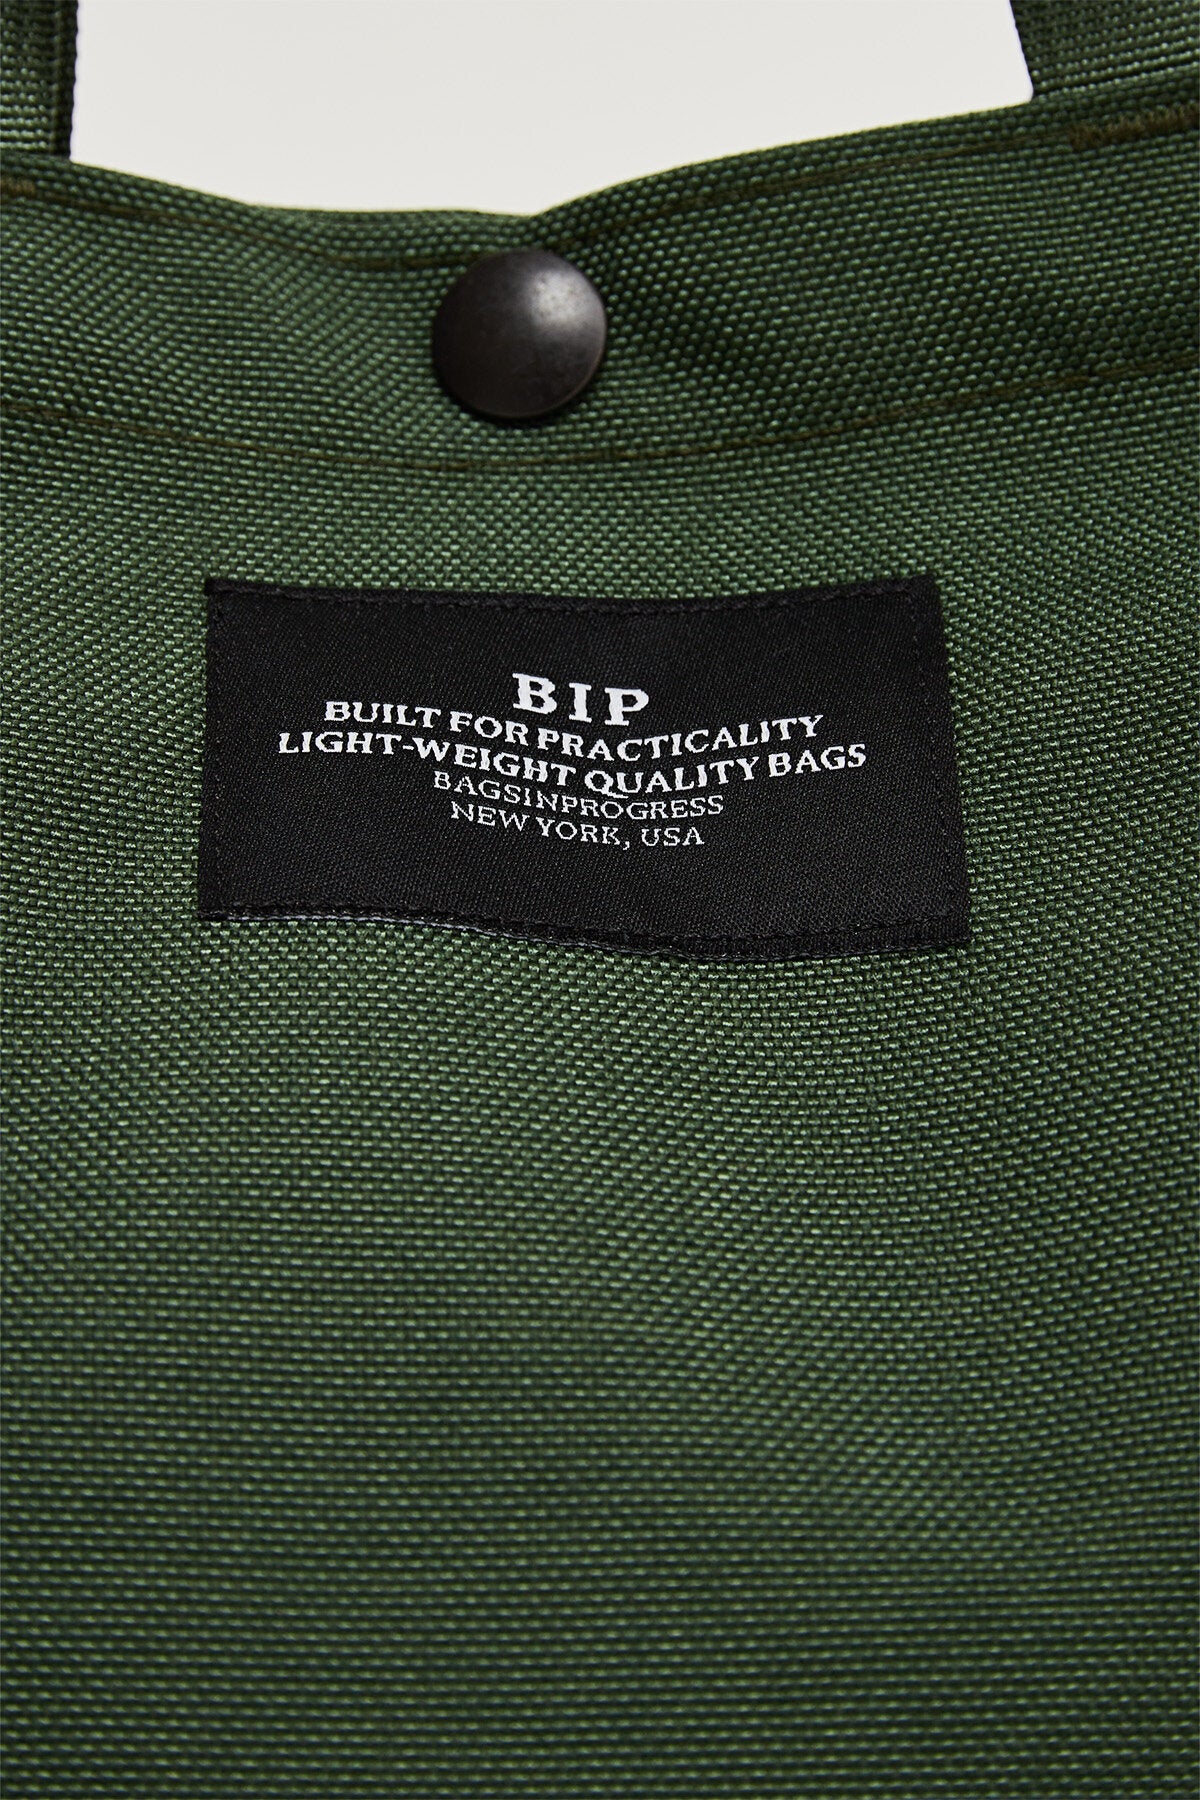 BIP
BUILT FOR PRACTICALITY
LIGHT-WEIGHT QUALITY BAGS
BAGSINPROGRESS
NEW YORK, USA